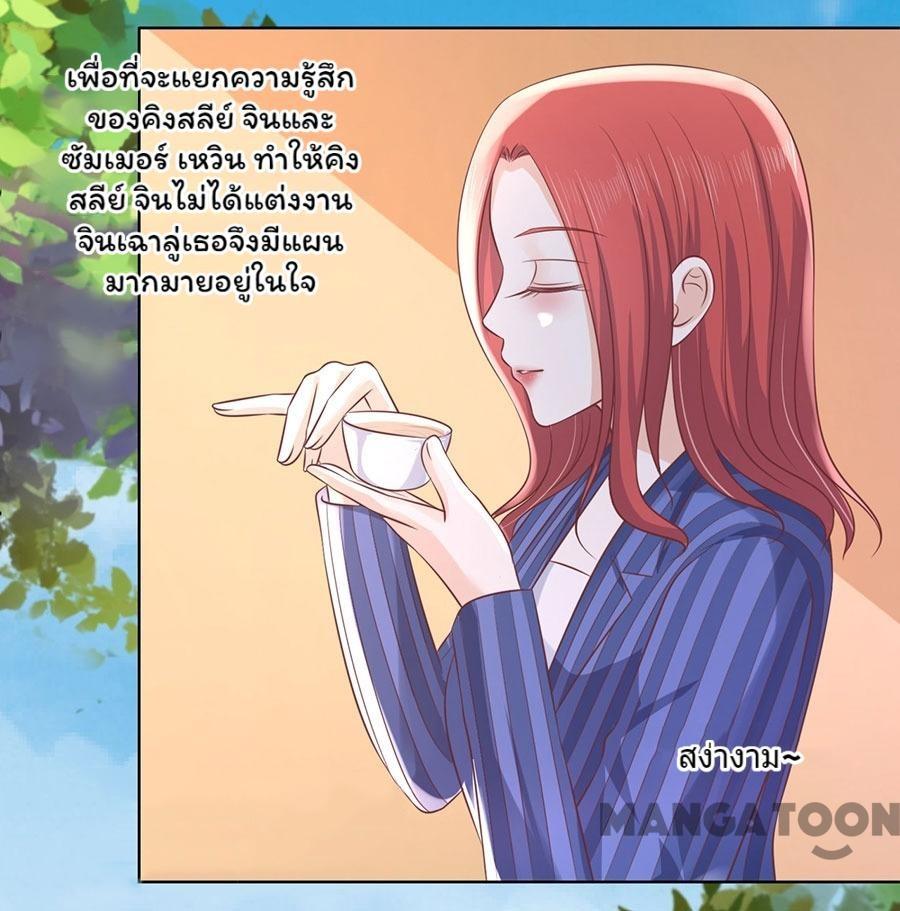 เพื่อที่จะแยกความรู้สึก
ของคิงสลีย์ จินและ
ซัมเมอร์ เหวิน ทำให้คิง
สลีย์ จินไม่ได้แต่งงาน
จินเฉาลู่เธอจึงมีแผน
มากมายอยู่ในใจ
สง่างาม~
MANGATOON